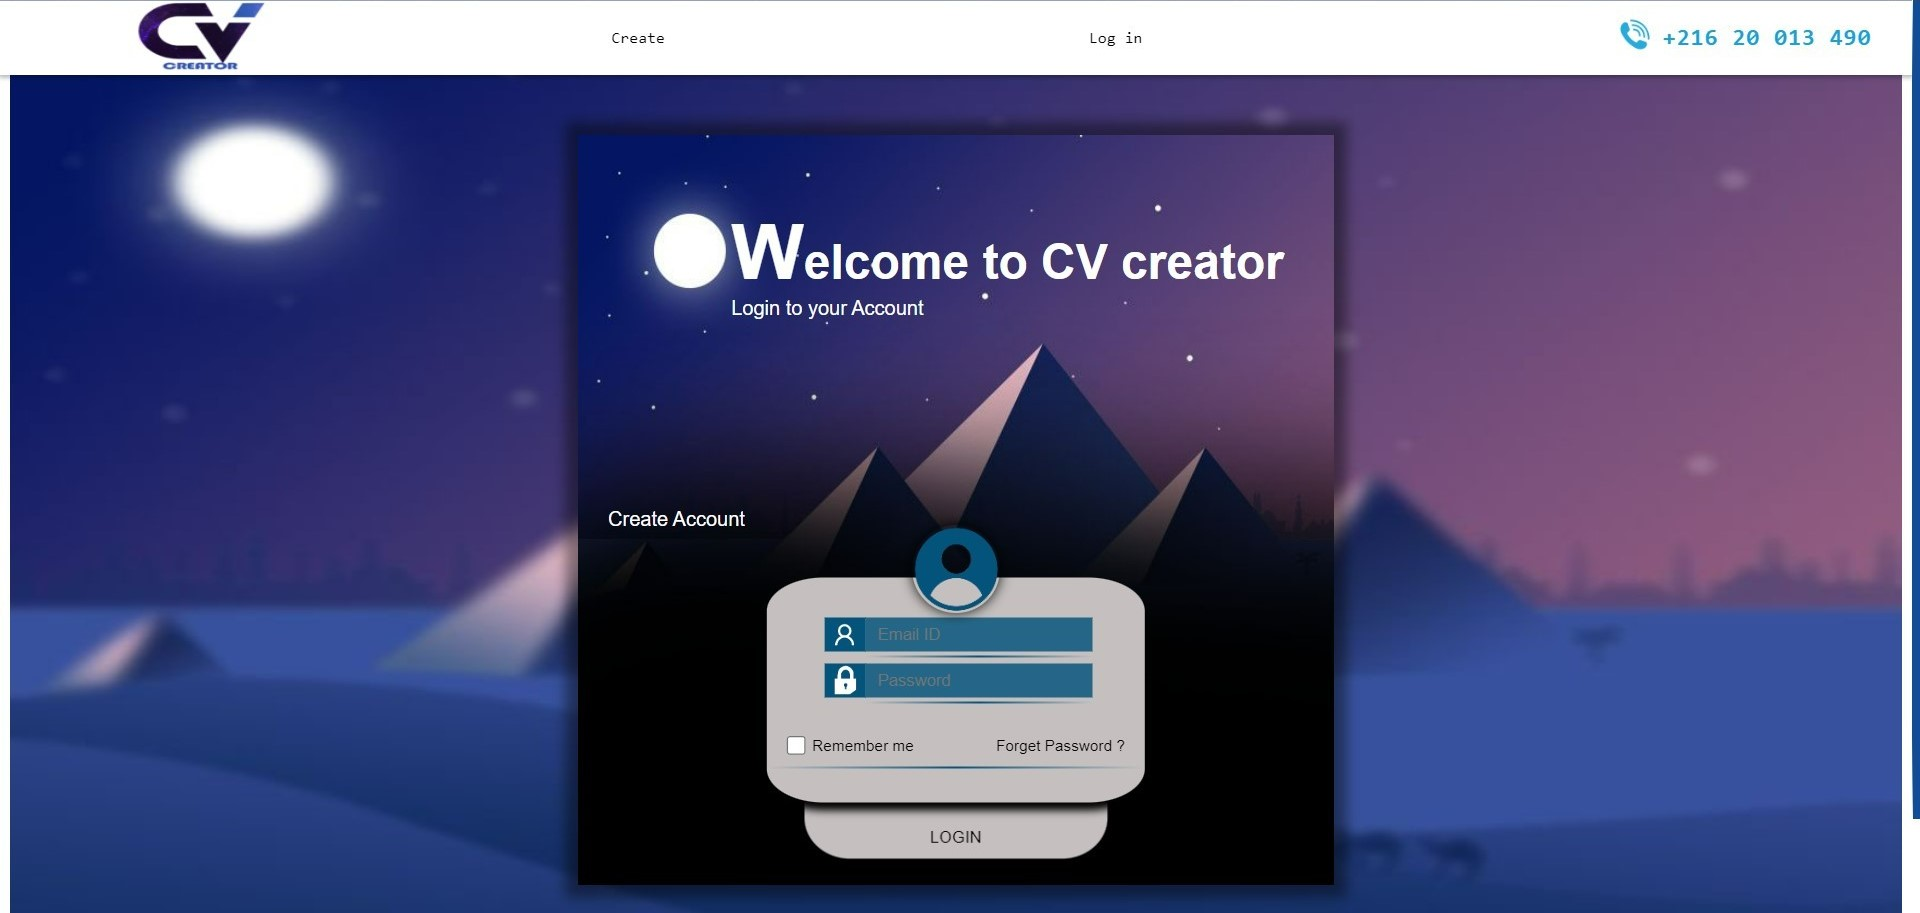 CV
CREATOR
Create
Log in
+216 20 013 490
Welcome to CV creator
Login to your Account
Create Account
Email ID
Password
Remember me
Forget Password ?
LOGIN